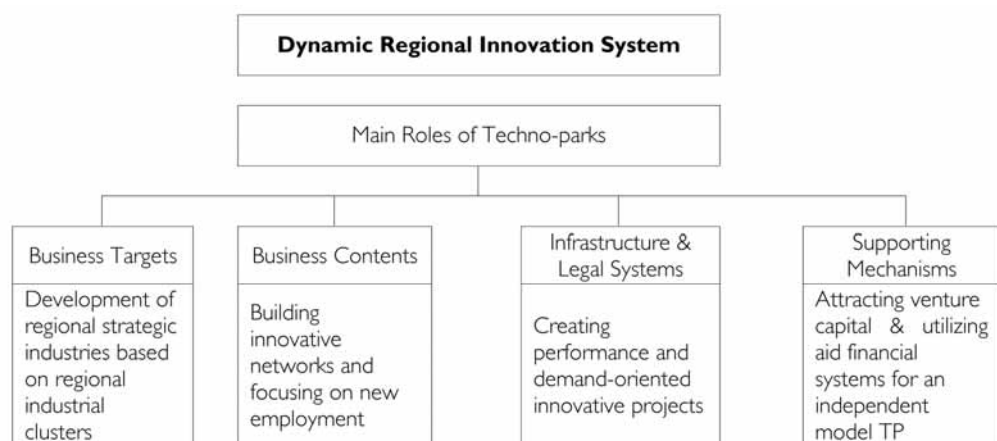 Dynamic Regional Innovation System
Main Roles of Techno-parks
Business Targets
Development of
regional strategic
industries based
on regional
industrial
clusters
Business Contents
Building
innovative
networks and
focusing on new
employment
Infrastructure &
Legal Systems
Creating
performance and
demand-oriented
innovative projects
Supporting
Mechanisms
Attracting venture
capital & utilizing
aid financial
systems for an
independent
model TP